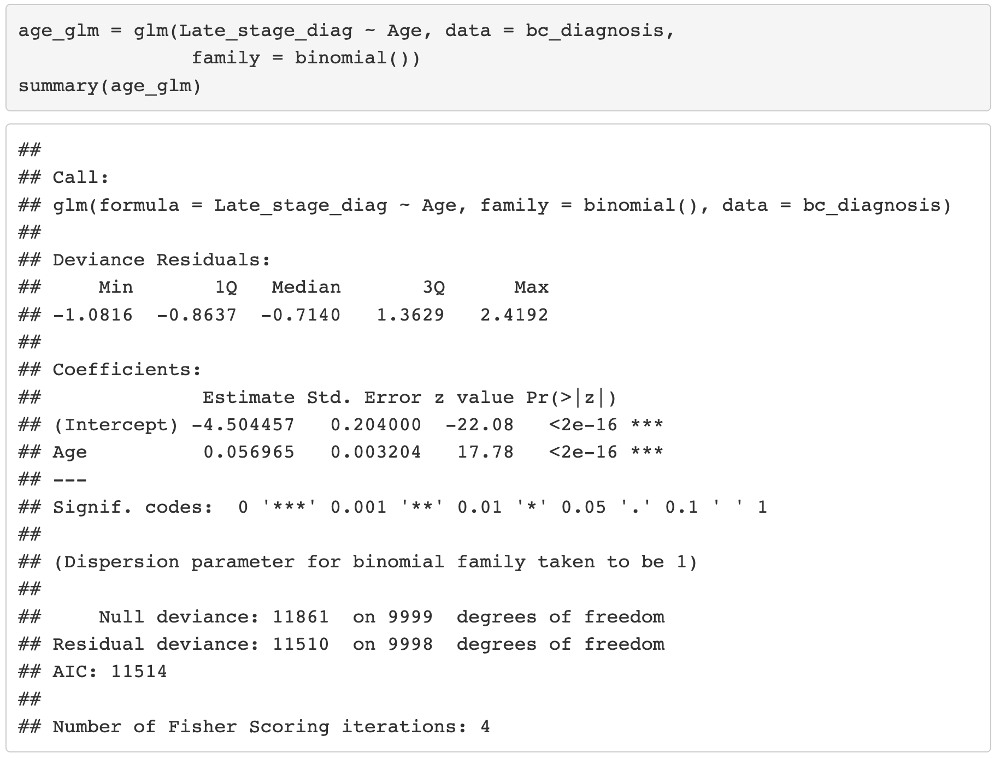 age_glm = glm(Late_stage_diag ~ Age, data = bc_diagnosis,
               family = binomial())
summary(age_glm)
##
## Call:
## glm(formula = Late_stage_diag ~ Age, family = binomial(), data = bc_diagnosis)
##
## Deviance Residuals:
##     Min       1Q   Median       3Q      Max
## -1.0816  -0.8637  -0.7140   1.3629   2.4192
##
## Coefficients:
##              Estimate Std. Error z value Pr(>|z|)
## (Intercept) -4.504457   0.204000  -22.08   <2e-16 ***
## Age          0.056965   0.003204   17.78   <2e-16 ***
## ---
## Signif. codes:  0 '***' 0.001 '**' 0.01 '*' 0.05 '.' 0.1 ' ' 1
##
## (Dispersion parameter for binomial family taken to be 1)
##
##     Null deviance: 11861  on 9999  degrees of freedom
## Residual deviance: 11510  on 9998  degrees of freedom
## AIC: 11514
##
## Number of Fisher Scoring iterations: 4